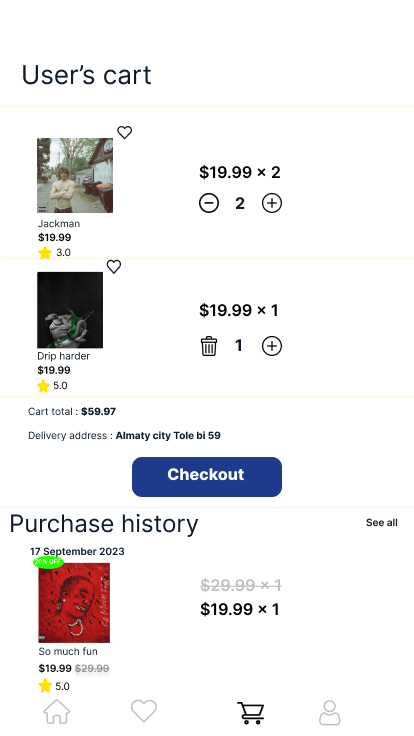 User's cart
$19.99 × 2
2
Jackman
$19.99
3.0
$19.99 × 1
1
Drip harder
$19.99
5.0
Cart total : $59.97
Delivery address : Almaty city Tole bi 59
Checkout
Purchase history
See all
17 September 2023
20% OFF
$29.99 × 1
$19.99 × 1
So much fun
$19.99 $29.99
5.0